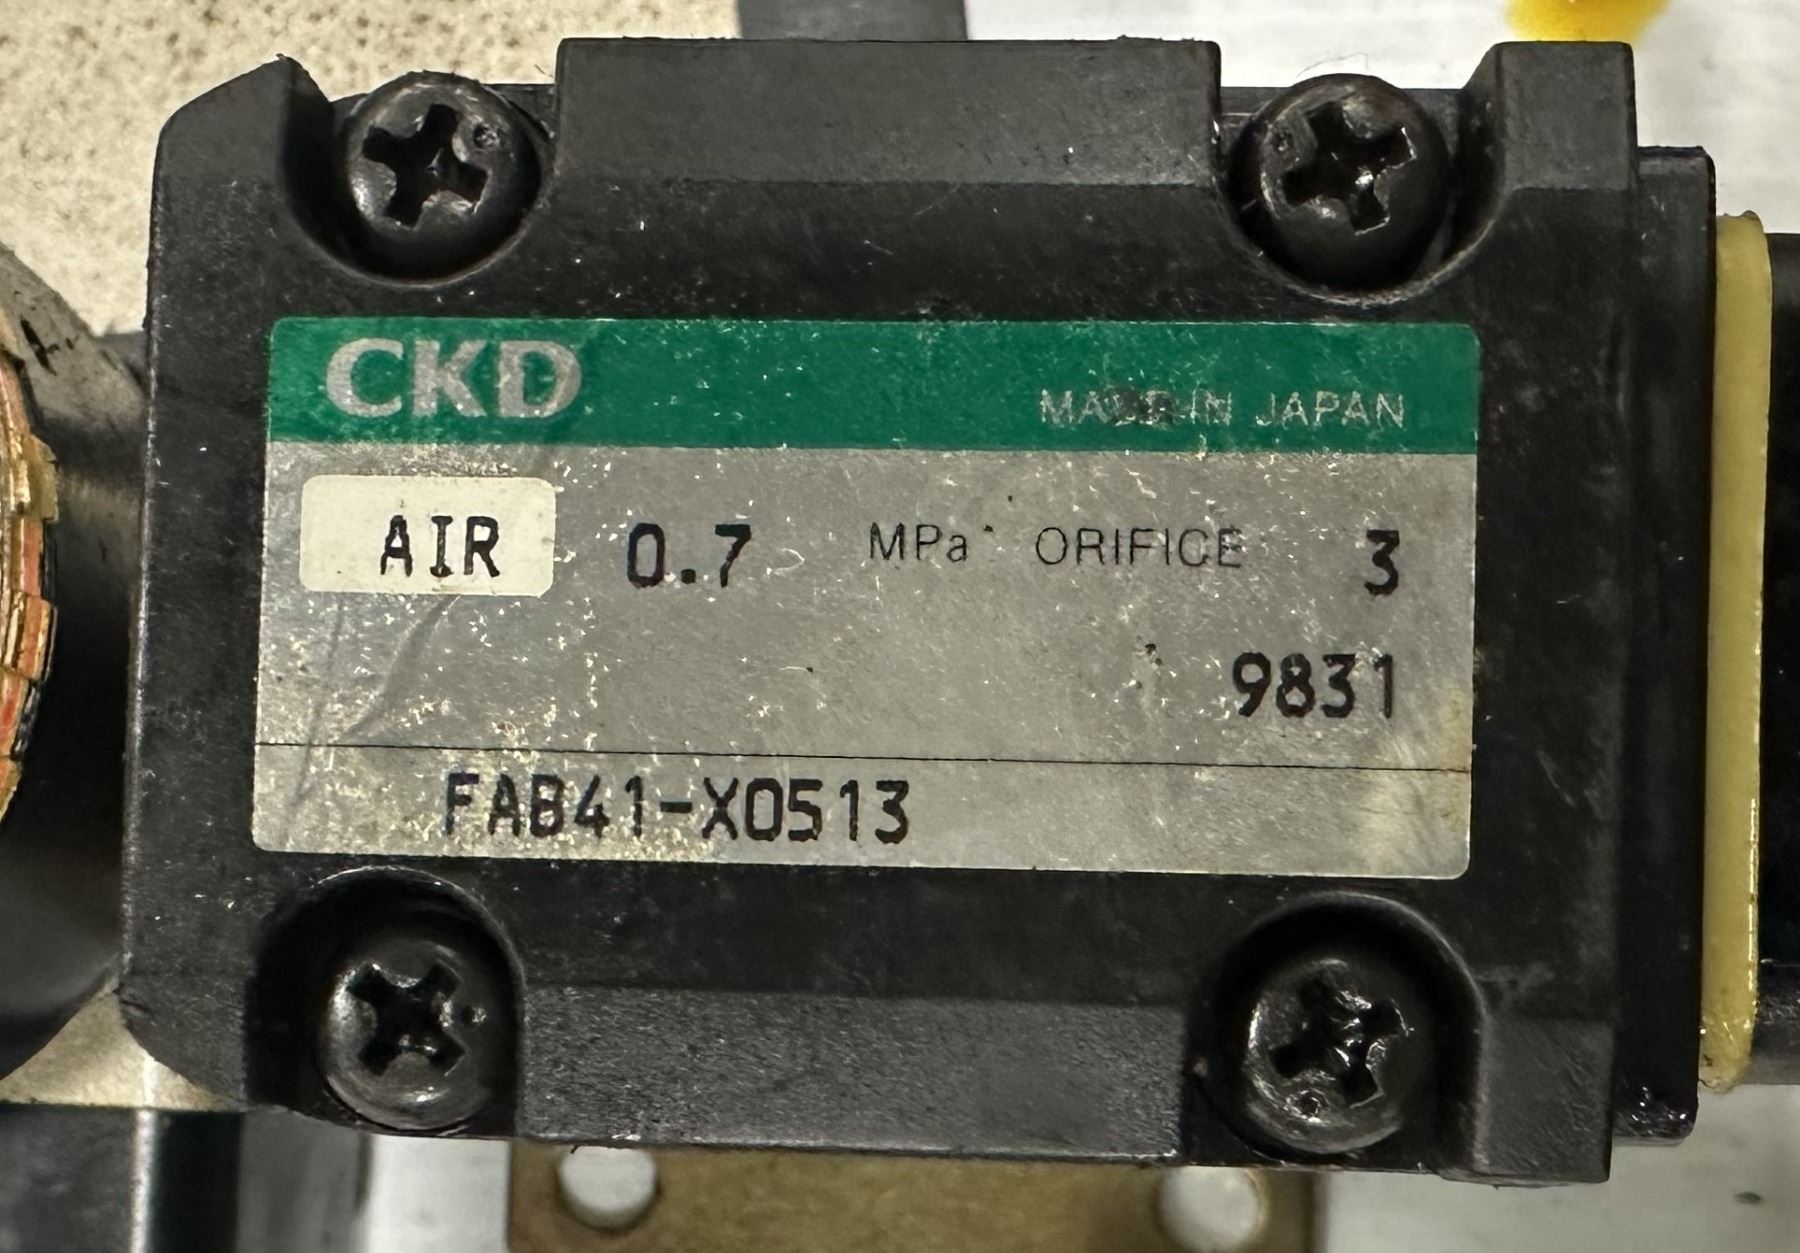 CKD
MADE IN JAPAN
AIR 0.7 MPa ORIFICE 3
9831
FAB41-X0513